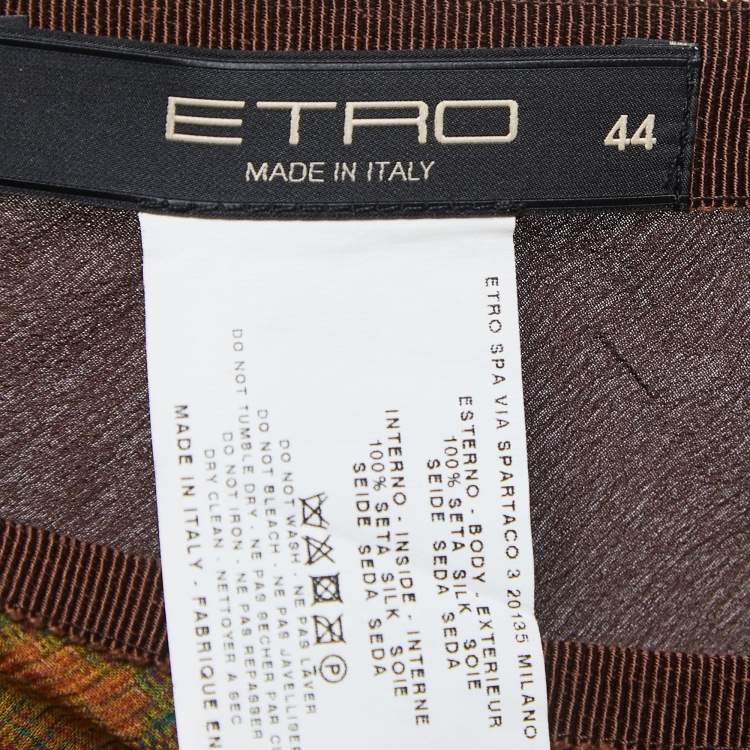 ETRO
44
MADE IN ITALY
ETRO SPA VIA SPARTACO 3 20135 MILANO
ESTERNO - BODY - EXTERIEUR
100% SETA SILK SOIE
SEIDE SEDA
INTERNO - INSIDE - INTERNE
100% SETA SILK SOIE
SEIDE SEDA
DO NOT WASH - NE PAS LAVER
DO NOT BLEACH - NE PAS JAVELLISER
DO NOT TUMBLE DRY - NE PAS SECHER PAR
DO NOT IRON - NE PAS REPASSER
DRY CLEAN - NETTOYER A SEC
MADE IN ITALY - FABRIQUE EN